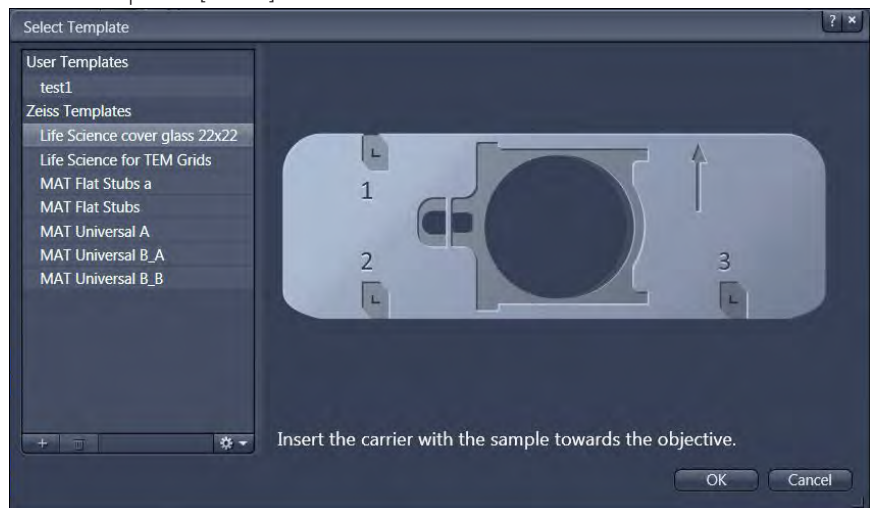 Select Template
User Templates
test1
Zeiss Templates
Life Science cover glass 22x22
Life Science for TEM Grids
MAT Flat Stubs a
MAT Flat Stubs
MAT Universal A
MAT Universal B_A
MAT Universal B_B
1
2
3
Insert the carrier with the sample towards the objective.
OK Cancel